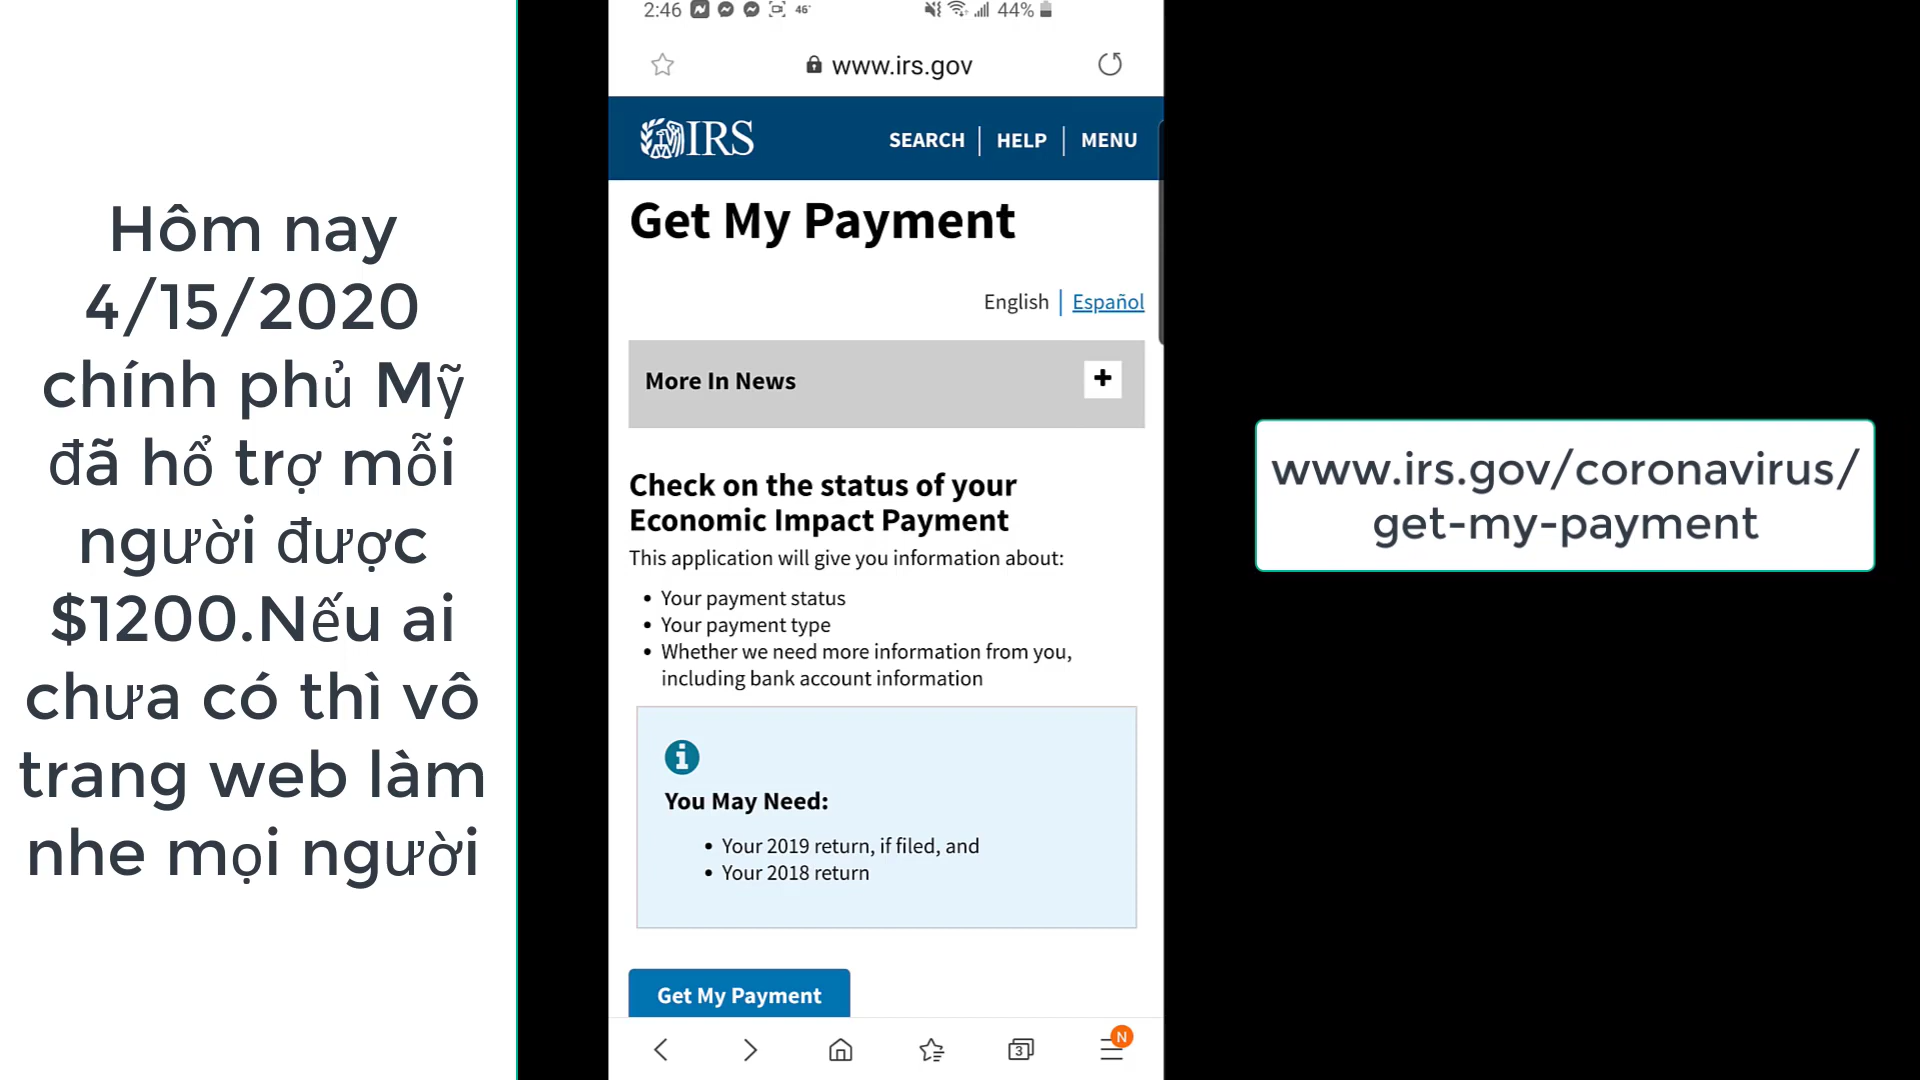 Hôm nay
4/15/2020
chính phủ Mỹ
đã hổ trợ mỗi
người được
$1200.Nếu ai
chưa có thì vô
trang web làm
nhe mọi người
2:46
46°
44%
www.irs.gov
IRS
SEARCH | HELP | MENU
Get My Payment
English | Español
More In News
+
Check on the status of your
Economic Impact Payment
This application will give you information about:
• Your payment status
• Your payment type
• Whether we need more information from you,
including bank account information
You May Need:
• Your 2019 return, if filed, and
• Your 2018 return
Get My Payment
3
N
www.irs.gov/coronavirus/
get-my-payment